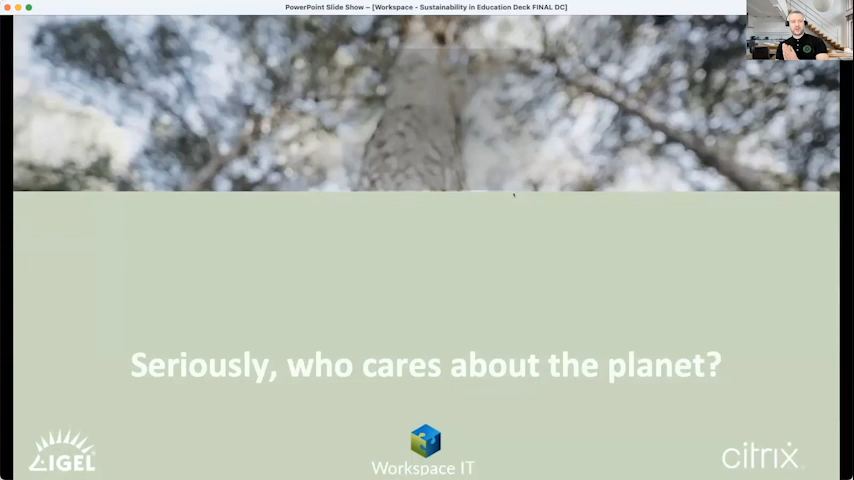 PowerPoint Slide Show – [Workspace - Sustainability in Education Deck FINAL DC]
Seriously, who cares about the planet?
IGEL
Workspace IT
citrix